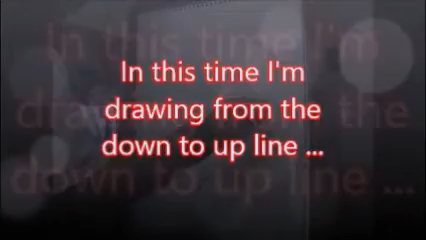 In this time I'm
drawing from the
down to up line ...